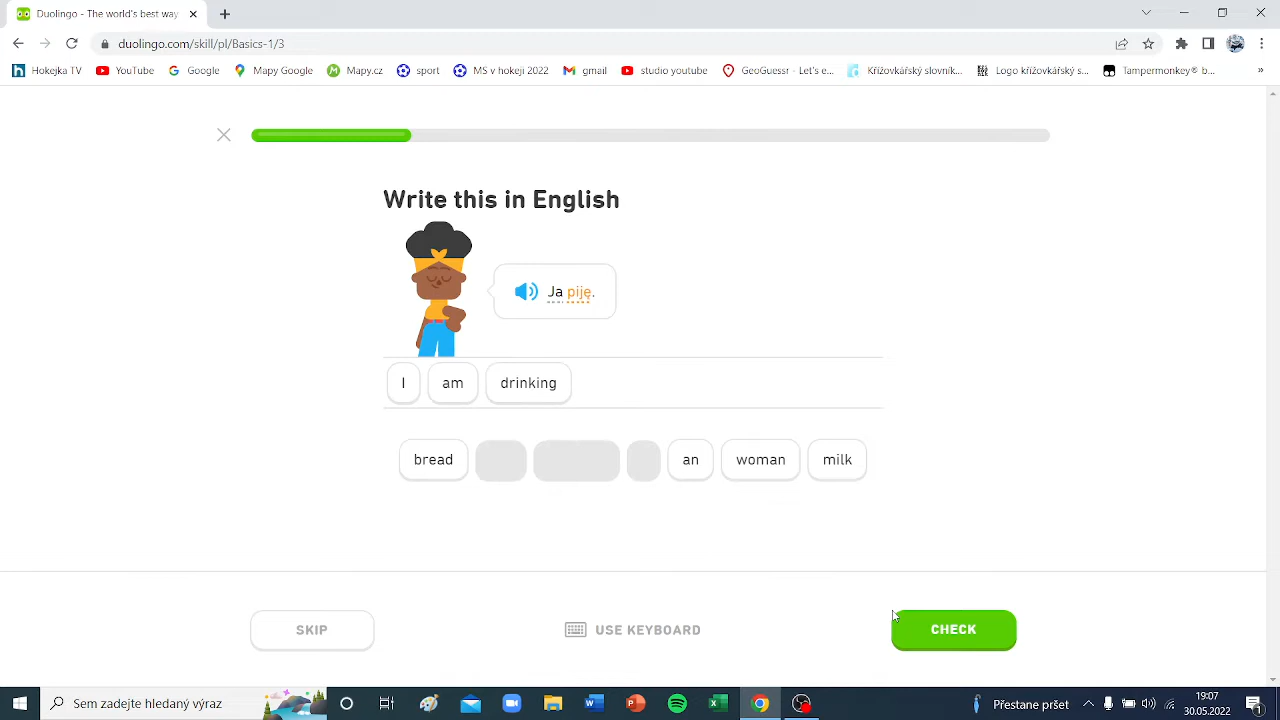 Duolingo - The world's best way
duolingo.com/skill/pl/Basics-1/3
Hokejka TV YouTube Google Mapy Google Mapy.cz sport MS v hokeji 2022 gmail studio youtube GeoGuessr - Let's e... Křížovkářský slovník... Logo křížovkářský s... Tampermonkey® b... »
Write this in English
Ja piję.
I am drinking
bread an woman milk
SKIP USE KEYBOARD CHECK
Sem zadejte hledaný výraz Přestane pršet 19:07
30.05.2022